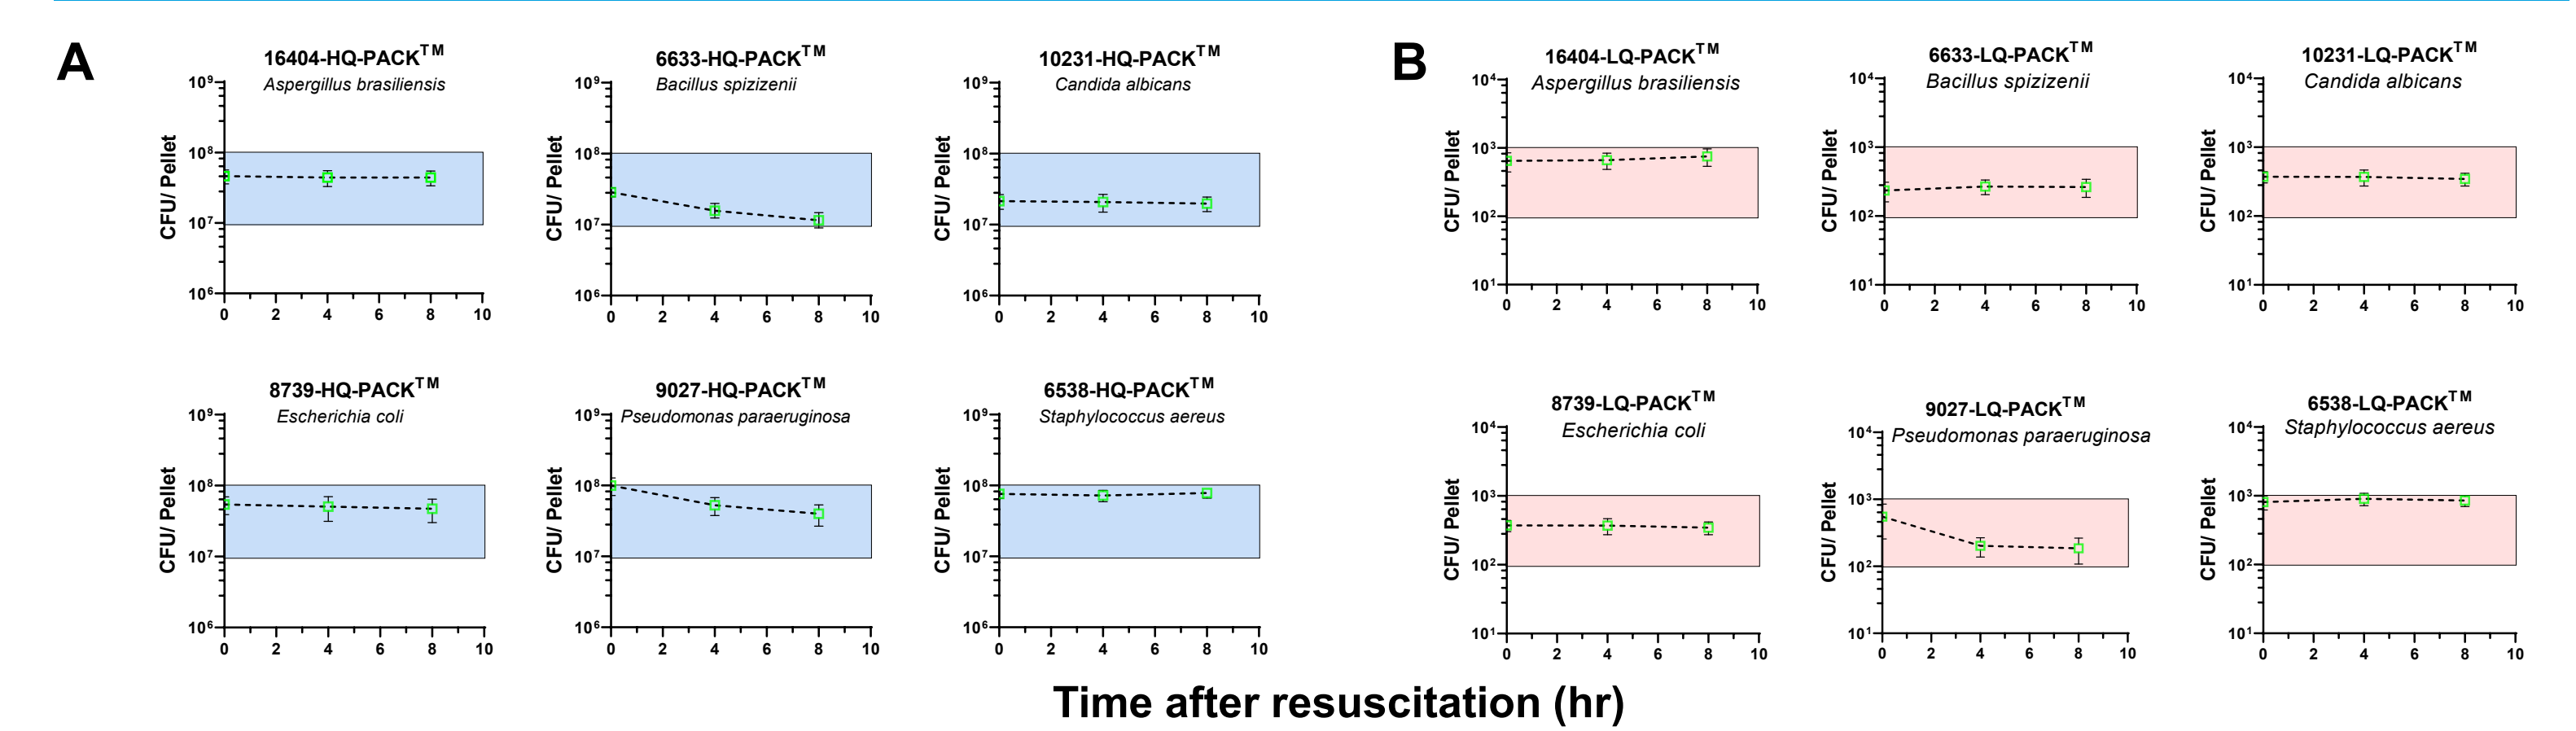 A
16404-HQ-PACK™
Aspergillus brasiliensis
10⁹
10⁸
10⁷
10⁶
CFU/ Pellet
0 2 4 6 8 10
6633-HQ-PACK™
Bacillus spizizenii
10⁹
10⁸
10⁷
10⁶
CFU/ Pellet
0 2 4 6 8 10
10231-HQ-PACK™
Candida albicans
10⁹
10⁸
10⁷
10⁶
CFU/ Pellet
0 2 4 6 8 10
8739-HQ-PACK™
Escherichia coli
10⁹
10⁸
10⁷
10⁶
CFU/ Pellet
0 2 4 6 8 10
9027-HQ-PACK™
Pseudomonas paraeruginosa
10⁹
10⁸
10⁷
10⁶
CFU/ Pellet
0 2 4 6 8 10
6538-HQ-PACK™
Staphylococcus aereus
10⁹
10⁸
10⁷
10⁶
CFU/ Pellet
0 2 4 6 8 10
B
16404-LQ-PACK™
Aspergillus brasiliensis
10⁴
10³
10²
10¹
CFU/ Pellet
0 2 4 6 8 10
6633-LQ-PACK™
Bacillus spizizenii
10⁴
10³
10²
10¹
CFU/ Pellet
0 2 4 6 8 10
10231-LQ-PACK™
Candida albicans
10⁴
10³
10²
10¹
CFU/ Pellet
0 2 4 6 8 10
8739-LQ-PACK™
Escherichia coli
10⁴
10³
10²
10¹
CFU/ Pellet
0 2 4 6 8 10
9027-LQ-PACK™
Pseudomonas paraeruginosa
10⁴
10³
10²
10¹
CFU/ Pellet
0 2 4 6 8 10
6538-LQ-PACK™
Staphylococcus aereus
10⁴
10³
10²
10¹
CFU/ Pellet
0 2 4 6 8 10
Time after resuscitation (hr)